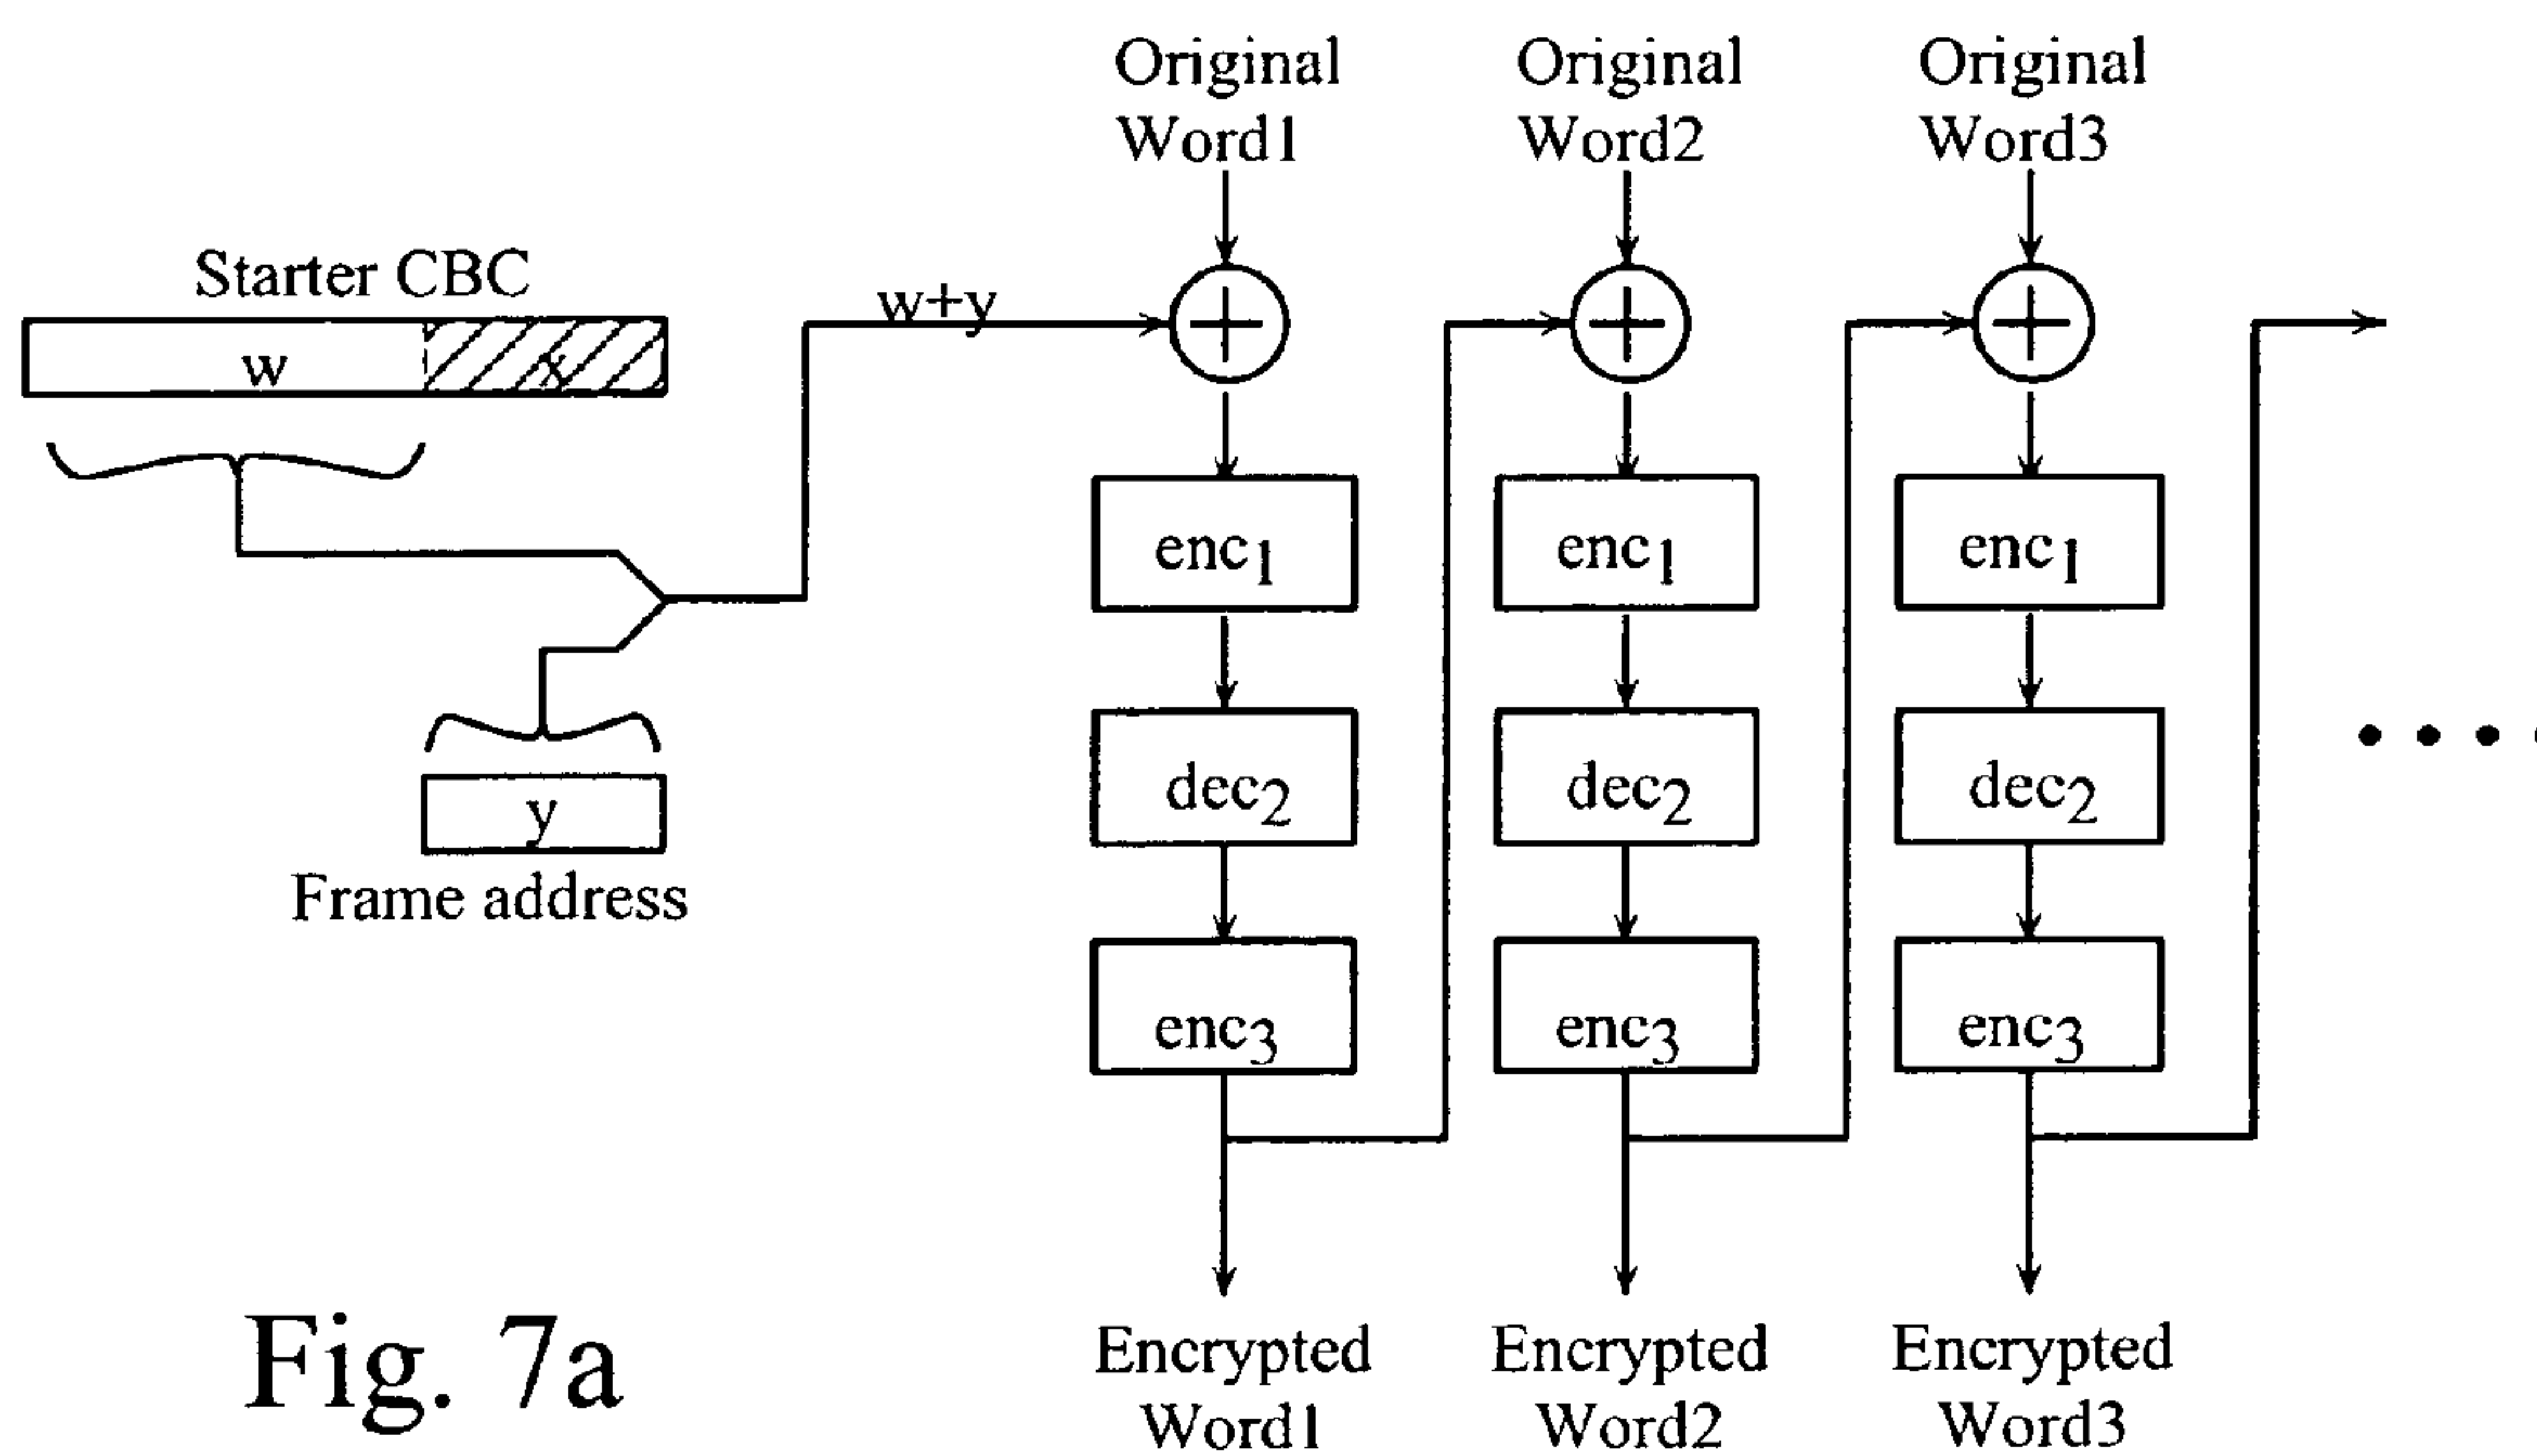 Original
Word1
Original
Word2
Original
Word3
Starter CBC
w
x
w+y
enc1
enc1
enc1
dec2
dec2
dec2
y
Frame address
enc3
enc3
enc3
Encrypted
Word1
Encrypted
Word2
Encrypted
Word3
Fig. 7a